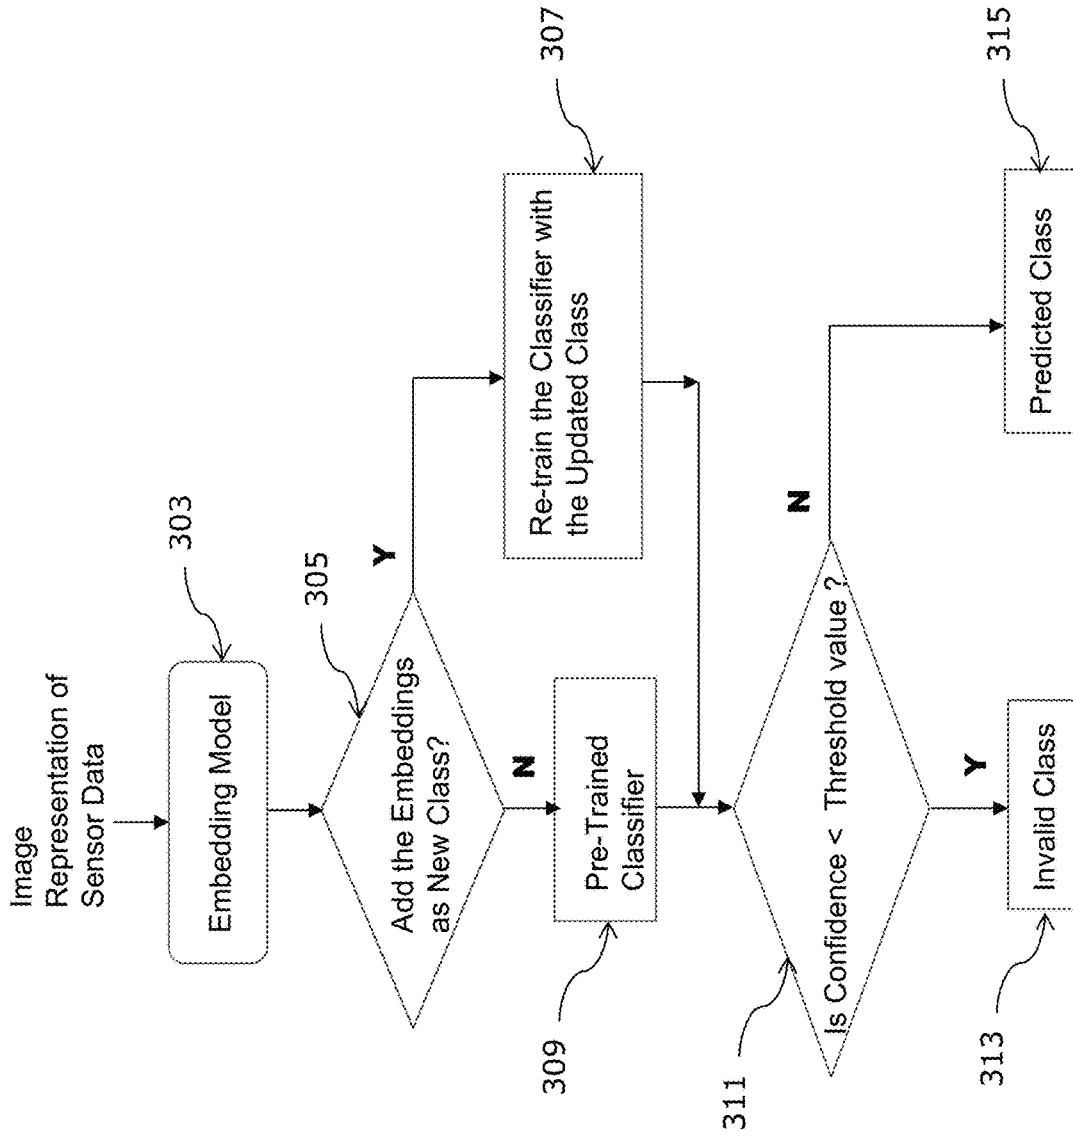 Image
Representation of
Sensor Data
303
Embedding Model
305
Add the Embeddings
as New Class?
Y
307
Re-train the Classifier with
the Updated Class
N
309
Pre-Trained
Classifier
311
Is Confidence < Threshold value ?
N
315
Predicted Class
Y
313
Invalid Class